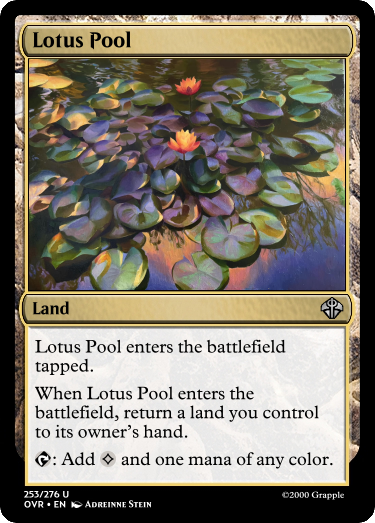 Lotus Pool
Land
Lotus Pool enters the battlefield
tapped.
When Lotus Pool enters the
battlefield, return a land you control
to its owner's hand.
: Add and one mana of any color.
253/276 U
OVR • EN Adreinne Stein
©2000 Grapple